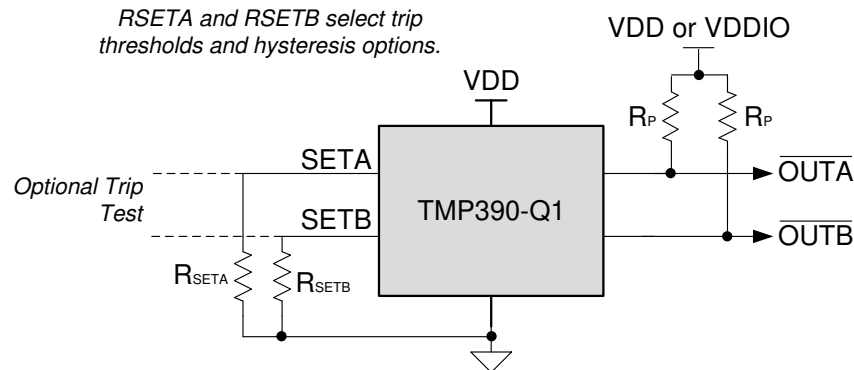 RSETA and RSETB select trip
thresholds and hysteresis options.
VDD or VDDIO
VDD
RP
RP
SETA
OUTA
Optional Trip
Test
TMP390-Q1
SETB
OUTB
RSETA
RSETB